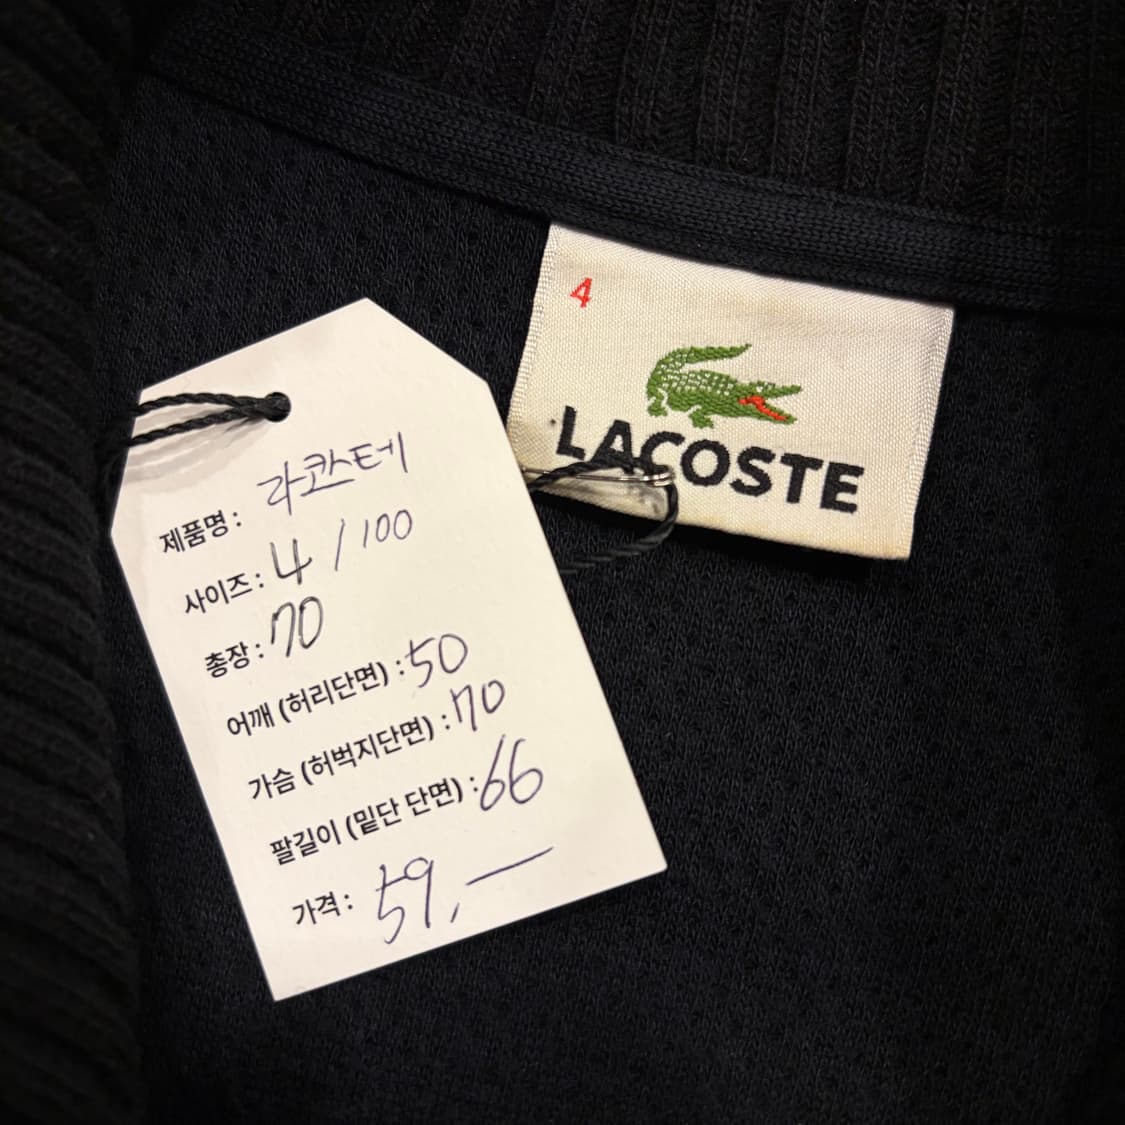 제품명 : 라코스테
사이즈 : 4 / 100
총장 : 70
어깨 (허리단면) : 50
가슴 (허벅지단면) : 70
팔길이 (밑단 단면) : 66
가격 : 59,—
4
LACOSTE